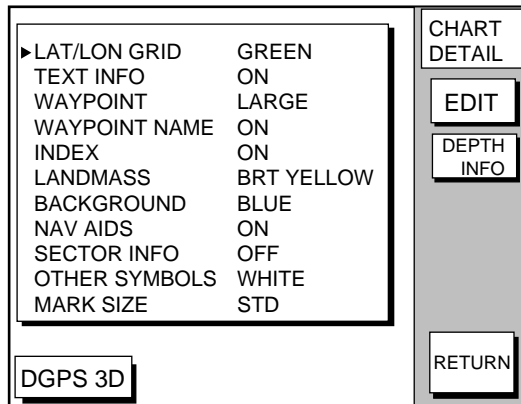 ▶LAT/LON GRID GREEN
TEXT INFO ON
WAYPOINT LARGE
WAYPOINT NAME ON
INDEX ON
LANDMASS BRT YELLOW
BACKGROUND BLUE
NAV AIDS ON
SECTOR INFO OFF
OTHER SYMBOLS WHITE
MARK SIZE STD
DGPS 3D
CHART
DETAIL
EDIT
DEPTH
INFO
RETURN